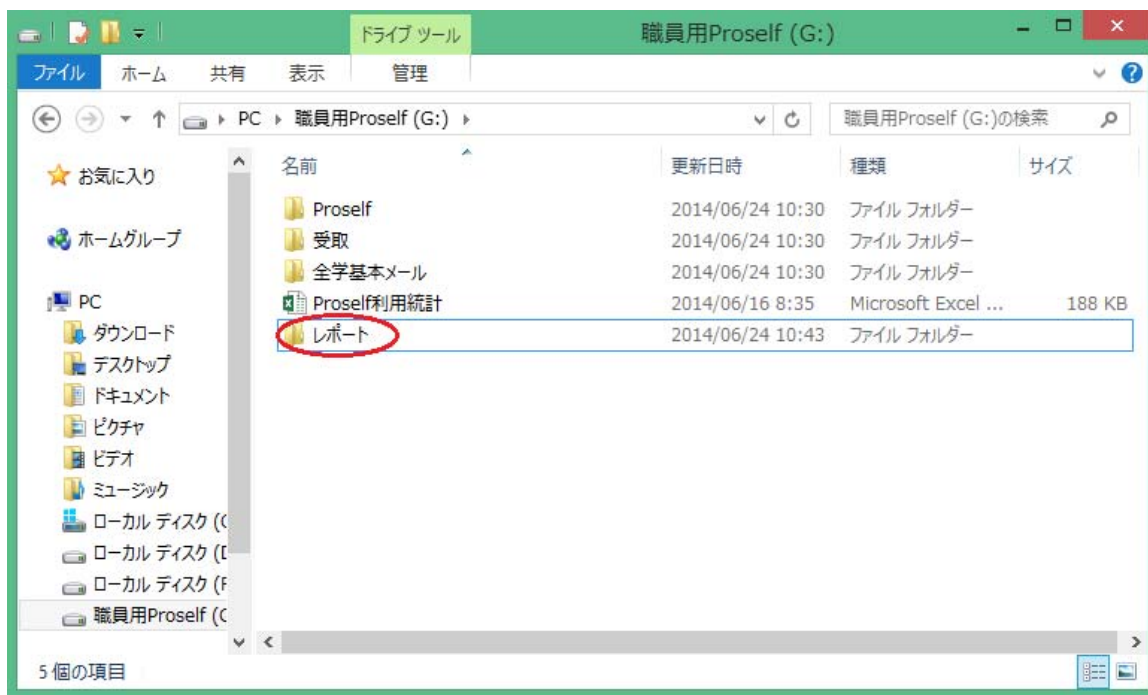 ドライブ ツール
職員用Proself (G:)
ファイル ホーム 共有 表示 管理
PC 職員用Proself (G:)
職員用Proself (G:)の検索
名前 更新日時 種類 サイズ
お気に入り
ホームグループ
PC
ダウンロード
デスクトップ
ドキュメント
ピクチャ
ビデオ
ミュージック
ローカル ディスク (C
ローカル ディスク (D
ローカル ディスク (F
職員用Proself (G
Proself 2014/06/24 10:30 ファイル フォルダー
受取 2014/06/24 10:30 ファイル フォルダー
全学基本メール 2014/06/24 10:30 ファイル フォルダー
Proself利用統計 2014/06/16 8:35 Microsoft Excel ... 188 KB
レポート 2014/06/24 10:43 ファイル フォルダー
5 個の項目